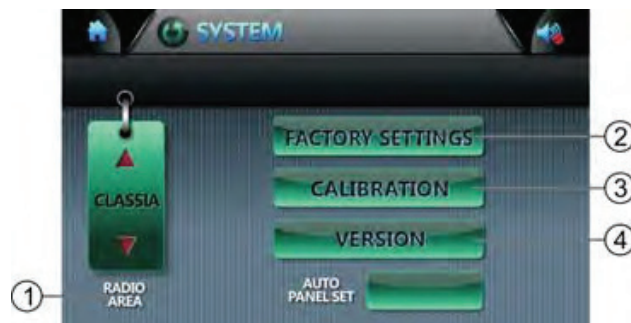 SYSTEM
FACTORY SETTINGS
2
CALIBRATION
3
CLASSIA
VERSION
4
1
RADIO
AREA
AUTO
PANEL SET